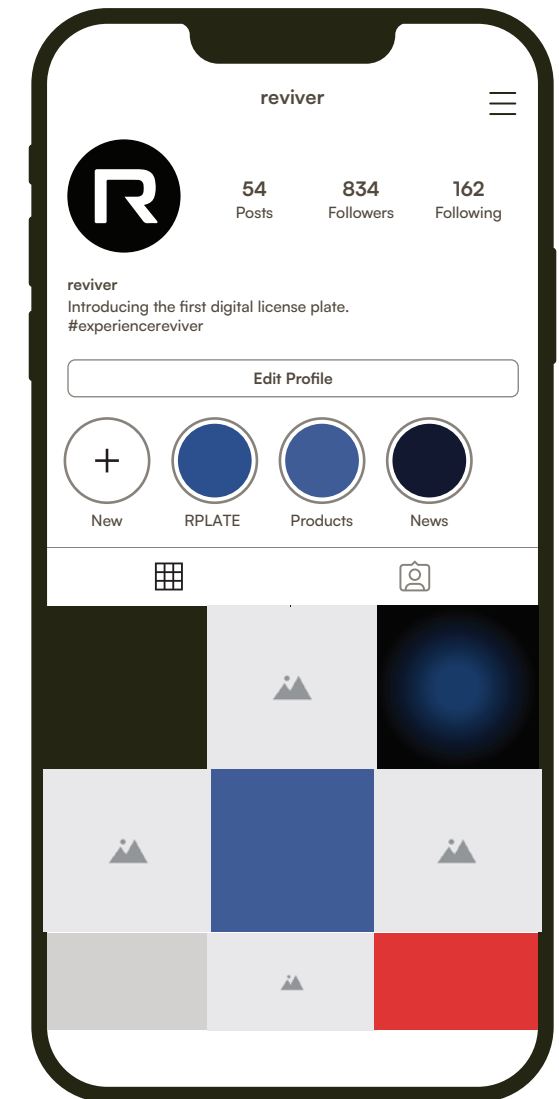 reviver
R
54 834 162
Posts Followers Following
reviver
Introducing the first digital license plate.
#experiencereviver
Edit Profile
New RPLATE Products News